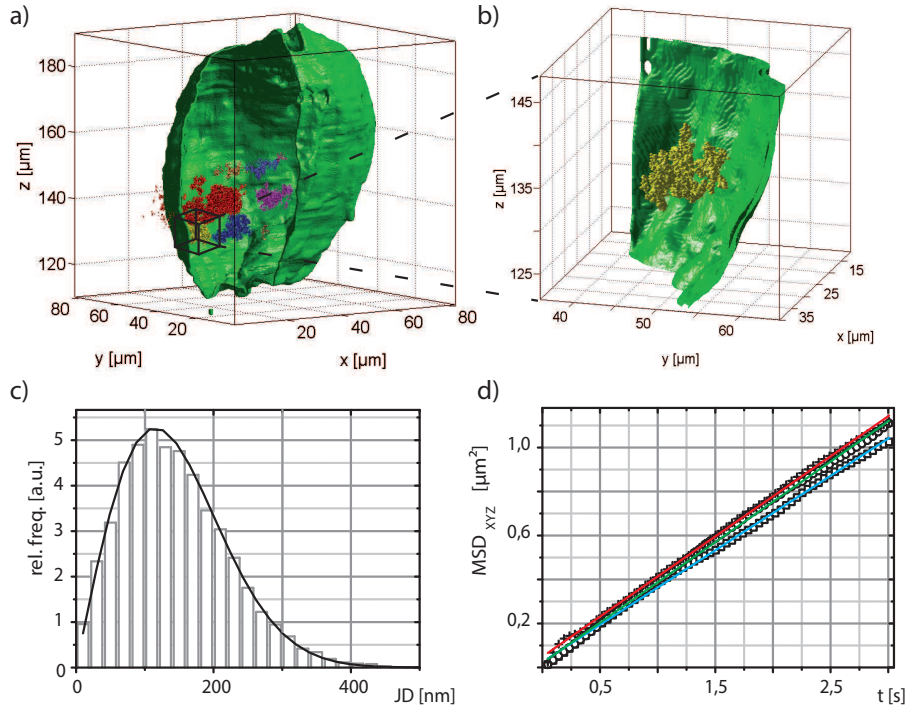 a)
180
160
140
120
z [µm]
80
60
40
20
y [µm]
20
40
60
80
x [µm]
b)
145
135
125
z [µm]
40
50
60
y [µm]
15
25
35
x [µm]
c)
5
4
3
2
1
0
rel. freq. [a.u.]
0
200
400
JD [nm]
d)
1,0
0,6
0,2
MSD XYZ [µm²]
0,5
1,5
2,5
t [s]